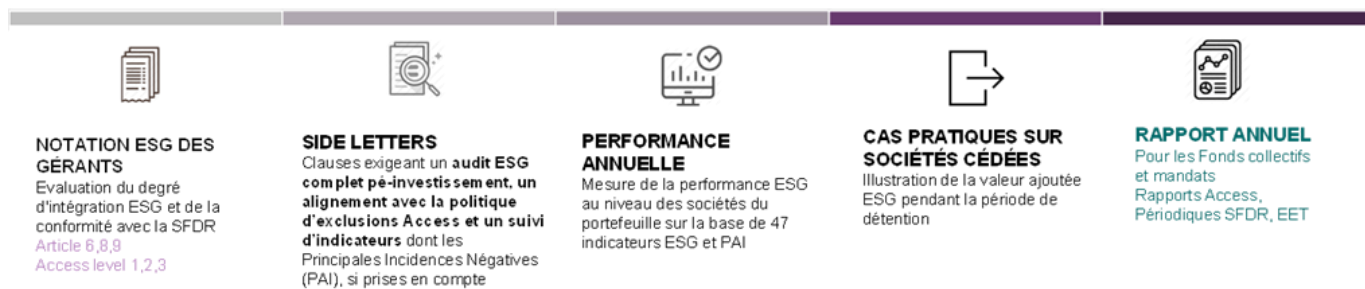 NOTATION ESG DES
GÉRANTS
Evaluation du degré
d'intégration ESG et de la
conformité avec la SFDR
Article 6,8,9
Access level 1,2,3
SIDE LETTERS
Clauses exigeant un audit ESG
complet pé-investissement, un
alignement avec la politique
d'exclusions Access et un suivi
d'indicateurs dont les
Principales Incidences Négatives
(PAI), si prises en compte
PERFORMANCE
ANNUELLE
Mesure de la performance ESG
au niveau des sociétés du
portefeuille sur la base de 47
indicateurs ESG et PAI
CAS PRATIQUES SUR
SOCIÉTÉS CÉDÉES
Illustration de la valeur ajoutée
ESG pendant la période de
détention
RAPPORT ANNUEL
Pour les Fonds collectifs
et mandats
Rapports Access,
Périodiques SFDR, EET